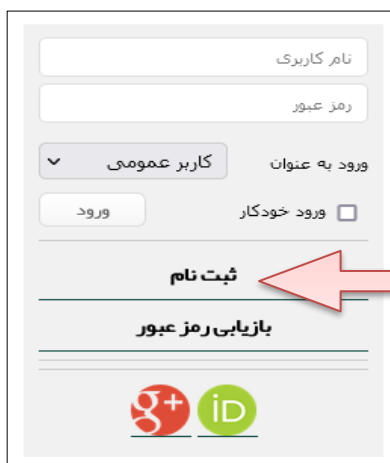 نام کاربری
رمز عبور
ورود به عنوان کاربر عمومی
ورود خودکار ورود
ثبت نام
بازیابی رمز عبور
g+ iD